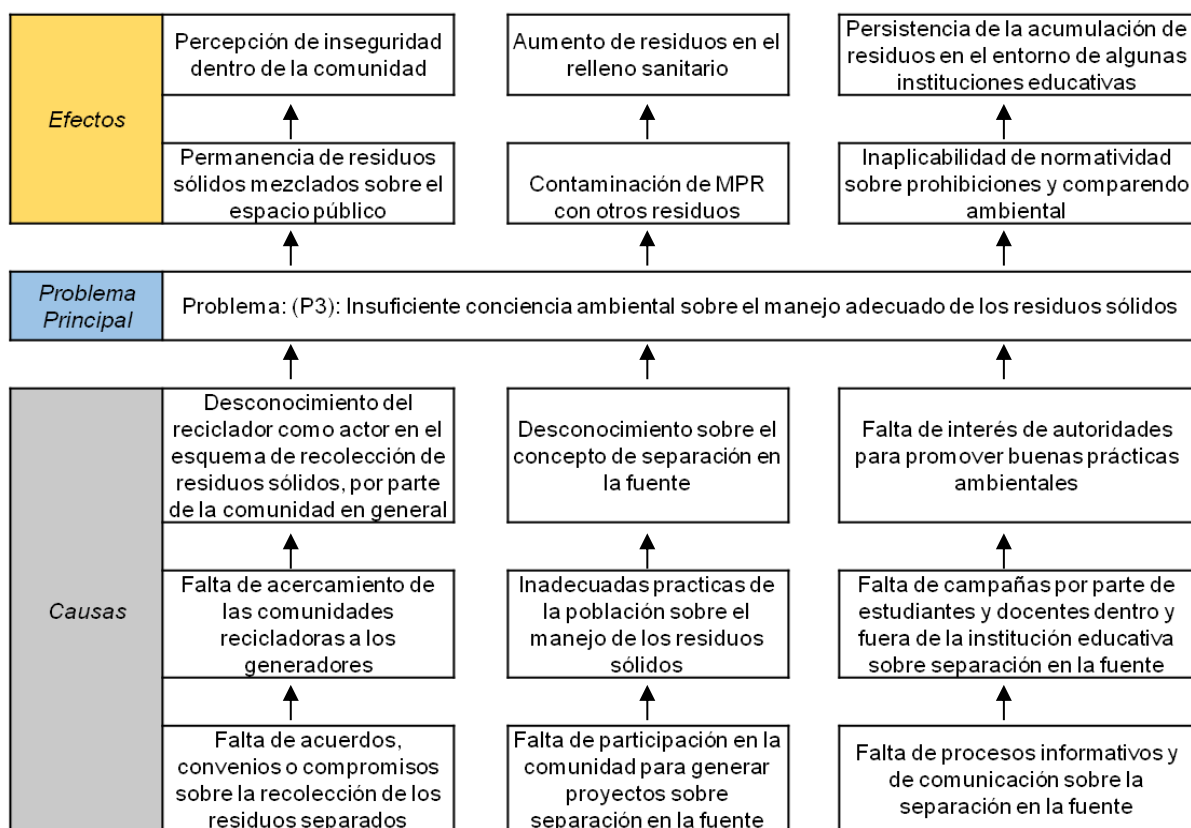 Efectos
Percepción de inseguridad
dentro de la comunidad
Aumento de residuos en el
relleno sanitario
Persistencia de la acumulación de
residuos en el entorno de algunas
instituciones educativas
Permanencia de residuos
sólidos mezclados sobre el
espacio público
Contaminación de MPR
con otros residuos
Inaplicabilidad de normatividad
sobre prohibiciones y comparendo
ambiental
Problema
Principal
Problema: (P3): Insuficiente conciencia ambiental sobre el manejo adecuado de los residuos sólidos
Causas
Desconocimiento del
reciclador como actor en el
esquema de recolección de
residuos sólidos, por parte
de la comunidad en general
Desconocimiento sobre el
concepto de separación en
la fuente
Falta de interés de autoridades
para promover buenas prácticas
ambientales
Falta de acercamiento de
las comunidades
recicladoras a los
generadores
Inadecuadas practicas de
la población sobre el
manejo de los residuos
sólidos
Falta de campañas por parte de
estudiantes y docentes dentro y
fuera de la institución educativa
sobre separación en la fuente
Falta de acuerdos,
convenios o compromisos
sobre la recolección de los
residuos separados
Falta de participación en la
comunidad para generar
proyectos sobre
separación en la fuente
Falta de procesos informativos y
de comunicación sobre la
separación en la fuente